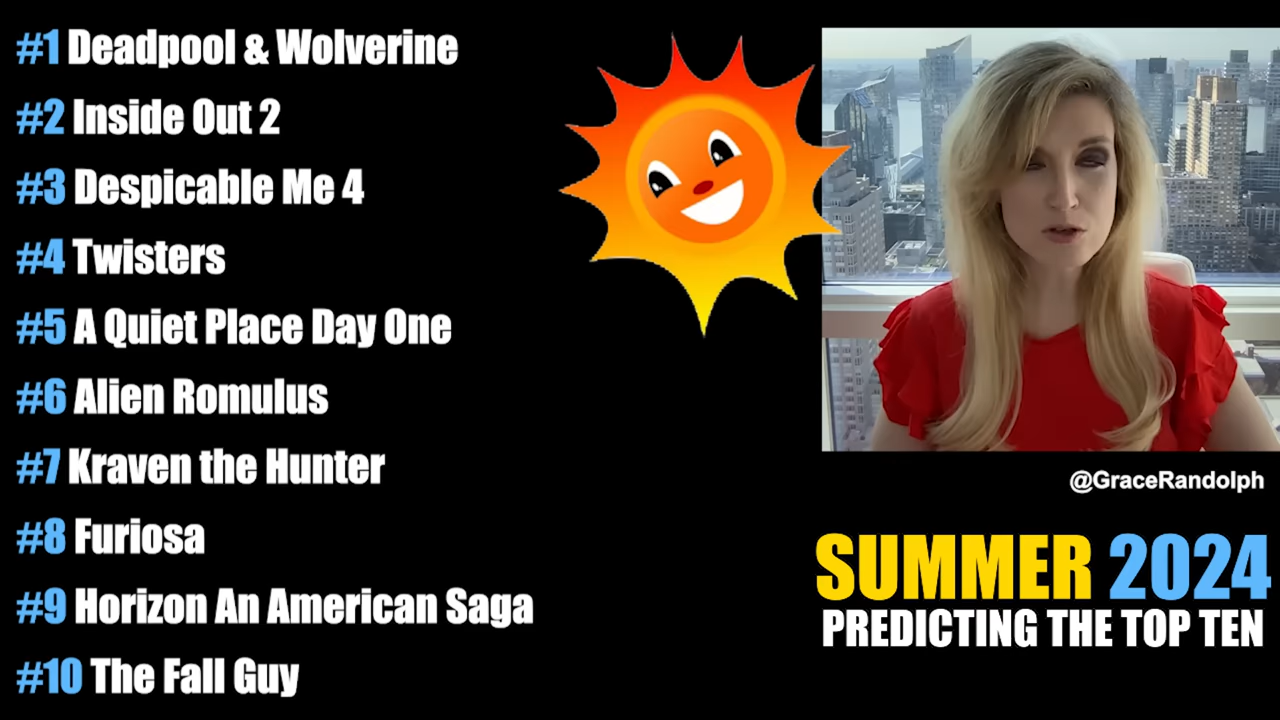 #1 Deadpool & Wolverine
#2 Inside Out 2
#3 Despicable Me 4
#4 Twisters
#5 A Quiet Place Day One
#6 Alien Romulus
#7 Kraven the Hunter
#8 Furiosa
#9 Horizon An American Saga
#10 The Fall Guy
@GraceRandolph
SUMMER 2024
PREDICTING THE TOP TEN